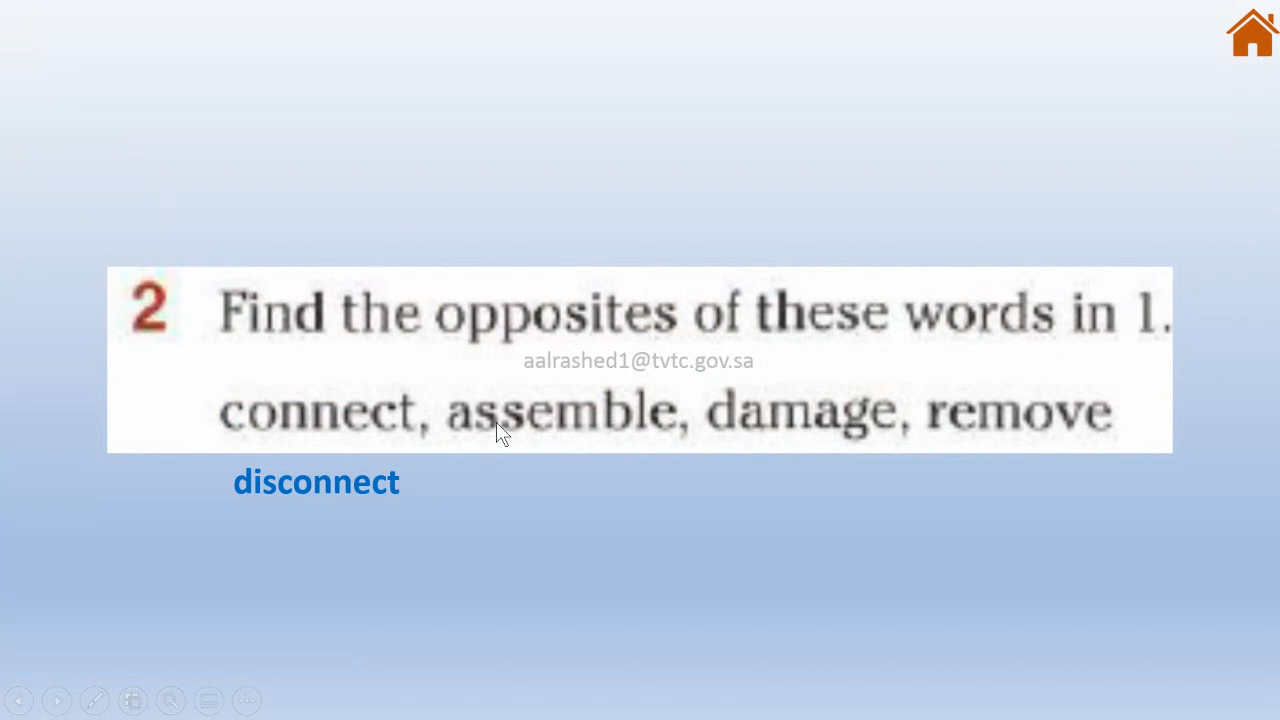 2 Find the opposites of these words in 1.
aalrashed1@tvtc.gov.sa
connect, assemble, damage, remove
disconnect